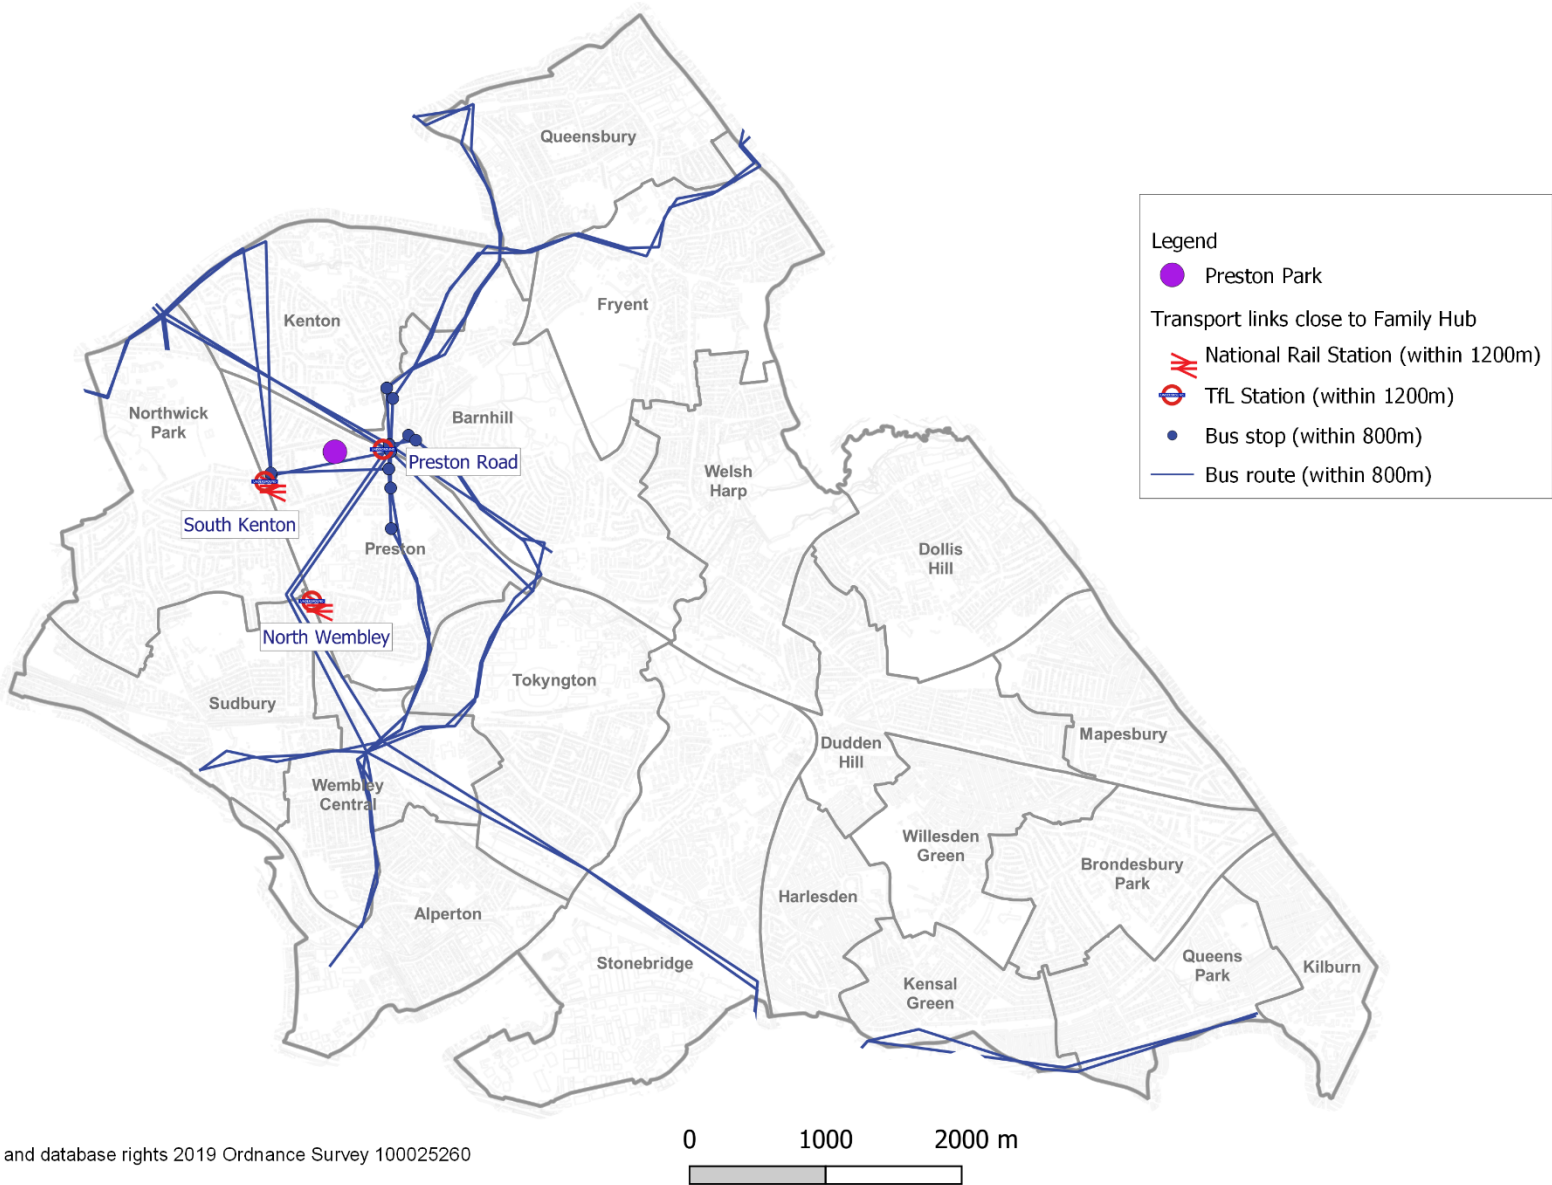 Queensbury
Kenton
Fryent
Northwick
Park
Barnhill
Preston Road
Welsh
Harp
South Kenton
Preston
Dollis
Hill
North Wembley
Sudbury
Tokyngton
Dudden
Hill
Mapesbury
Wembley
Central
Willesden
Green
Brondesbury
Park
Harlesden
Alperton
Stonebridge
Kensal
Green
Queens
Park
Kilburn
Legend
Preston Park
Transport links close to Family Hub
National Rail Station (within 1200m)
TfL Station (within 1200m)
Bus stop (within 800m)
Bus route (within 800m)
0 1000 2000 m
and database rights 2019 Ordnance Survey 100025260